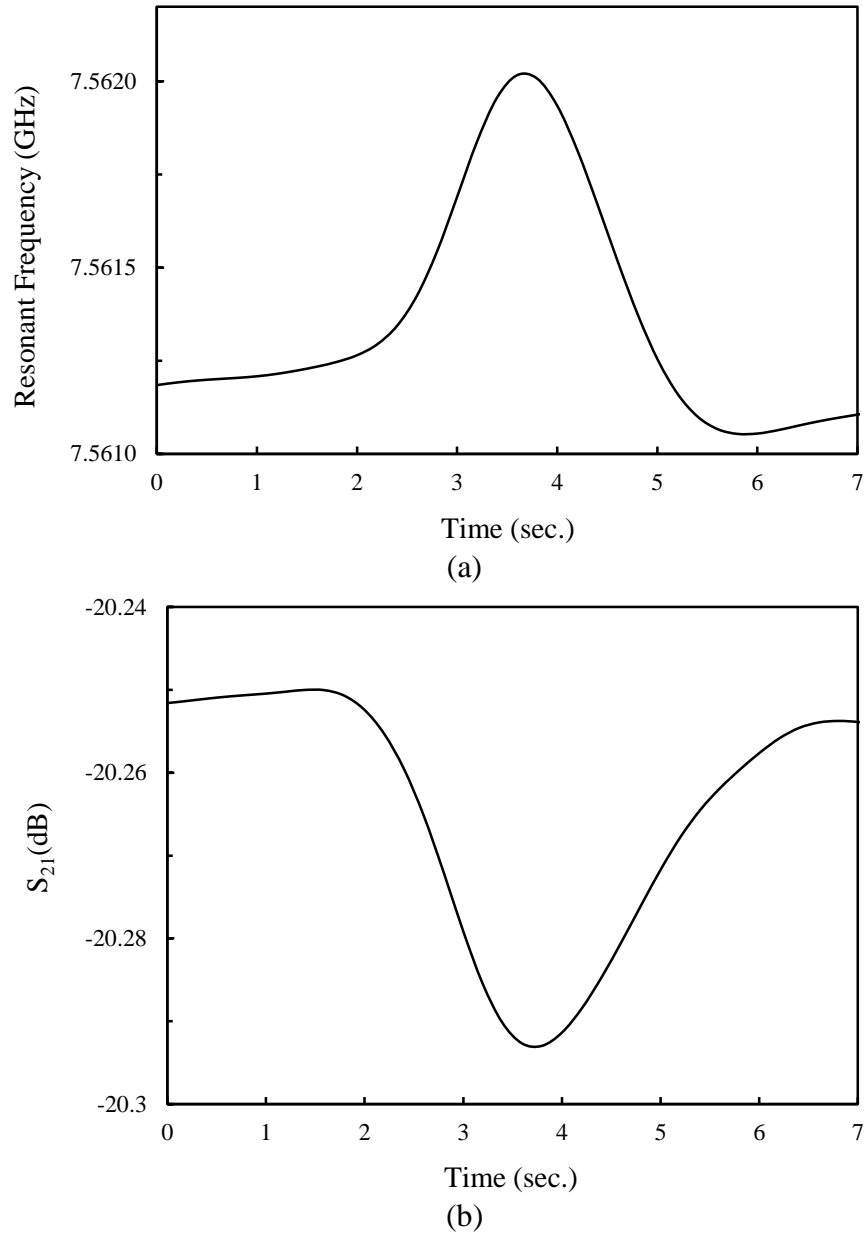 Resonant Frequency (GHz)
7.5620
7.5615
7.5610
0 1 2 3 4 5 6 7
Time (sec.)
(a)
S₂₁(dB)
-20.24
-20.26
-20.28
-20.3
0 1 2 3 4 5 6 7
Time (sec.)
(b)